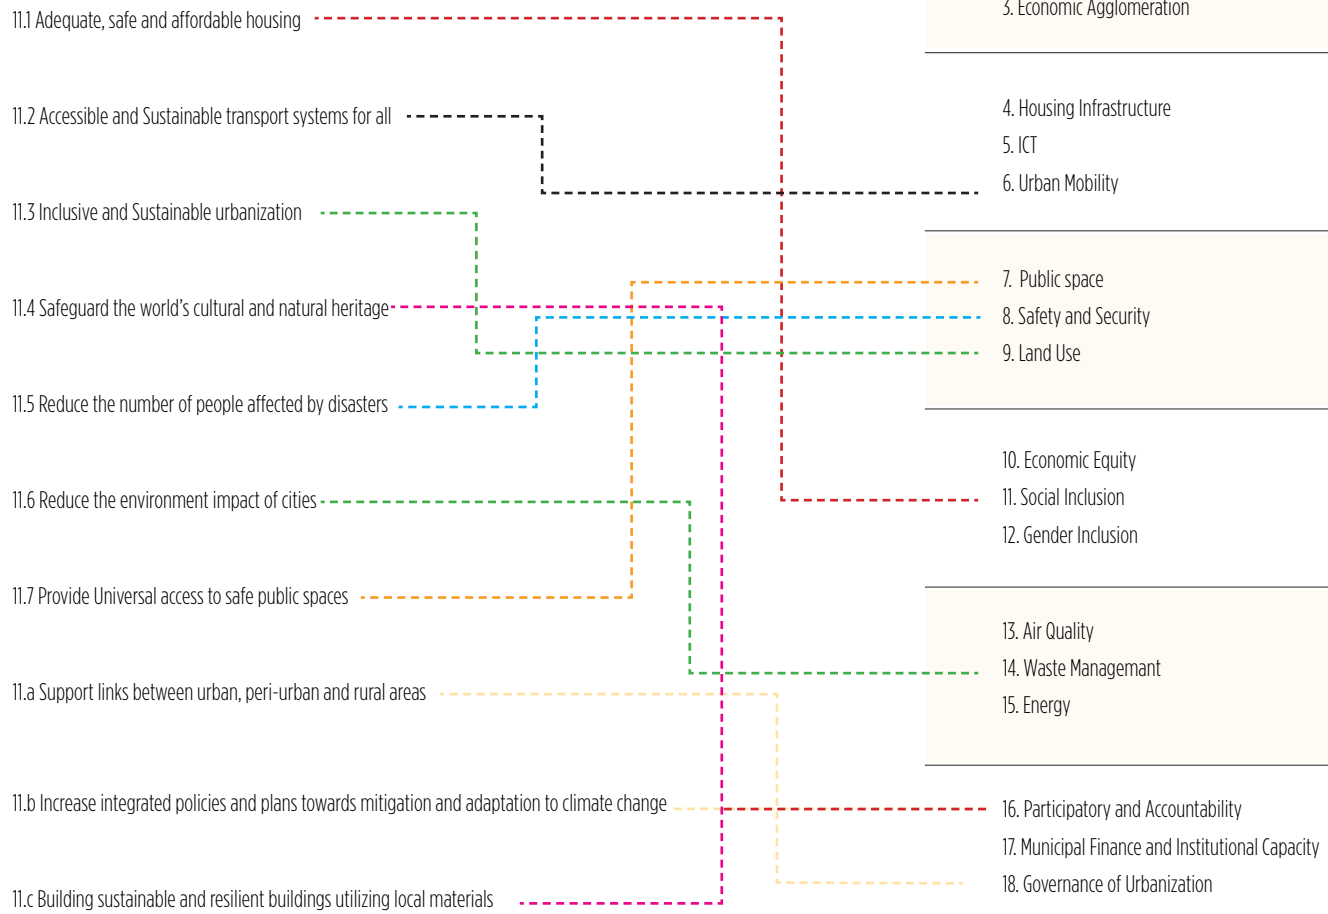 11.1 Adequate, safe and affordable housing
11.2 Accessible and Sustainable transport systems for all
11.3 Inclusive and Sustainable urbanization
11.4 Safeguard the world's cultural and natural heritage
11.5 Reduce the number of people affected by disasters
11.6 Reduce the environment impact of cities
11.7 Provide Universal access to safe public spaces
11.a Support links between urban, peri-urban and rural areas
11.b Increase integrated policies and plans towards mitigation and adaptation to climate change
11.c Building sustainable and resilient buildings utilizing local materials
3. Economic Agglomeration
4. Housing Infrastructure
5. ICT
6. Urban Mobility
7. Public space
8. Safety and Security
9. Land Use
10. Economic Equity
11. Social Inclusion
12. Gender Inclusion
13. Air Quality
14. Waste Managemant
15. Energy
16. Participatory and Accountability
17. Municipal Finance and Institutional Capacity
18. Governance of Urbanization